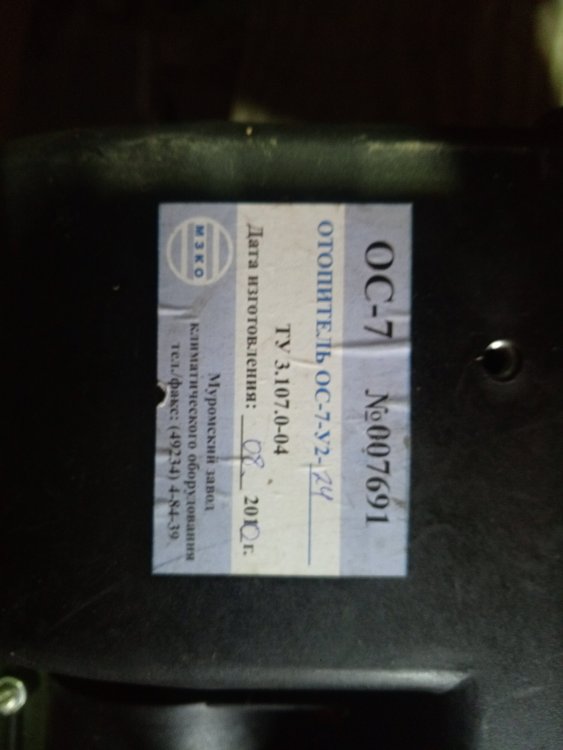 ОС-7 №007691
ОТОПИТЕЛЬ ОС-7-У2-24
ТУ 3.107.0-04
Дата изготовления: 08 2010 г.
МЗКО
Муромский завод
климатического оборудования
тел./факс: (49234) 4-84-39